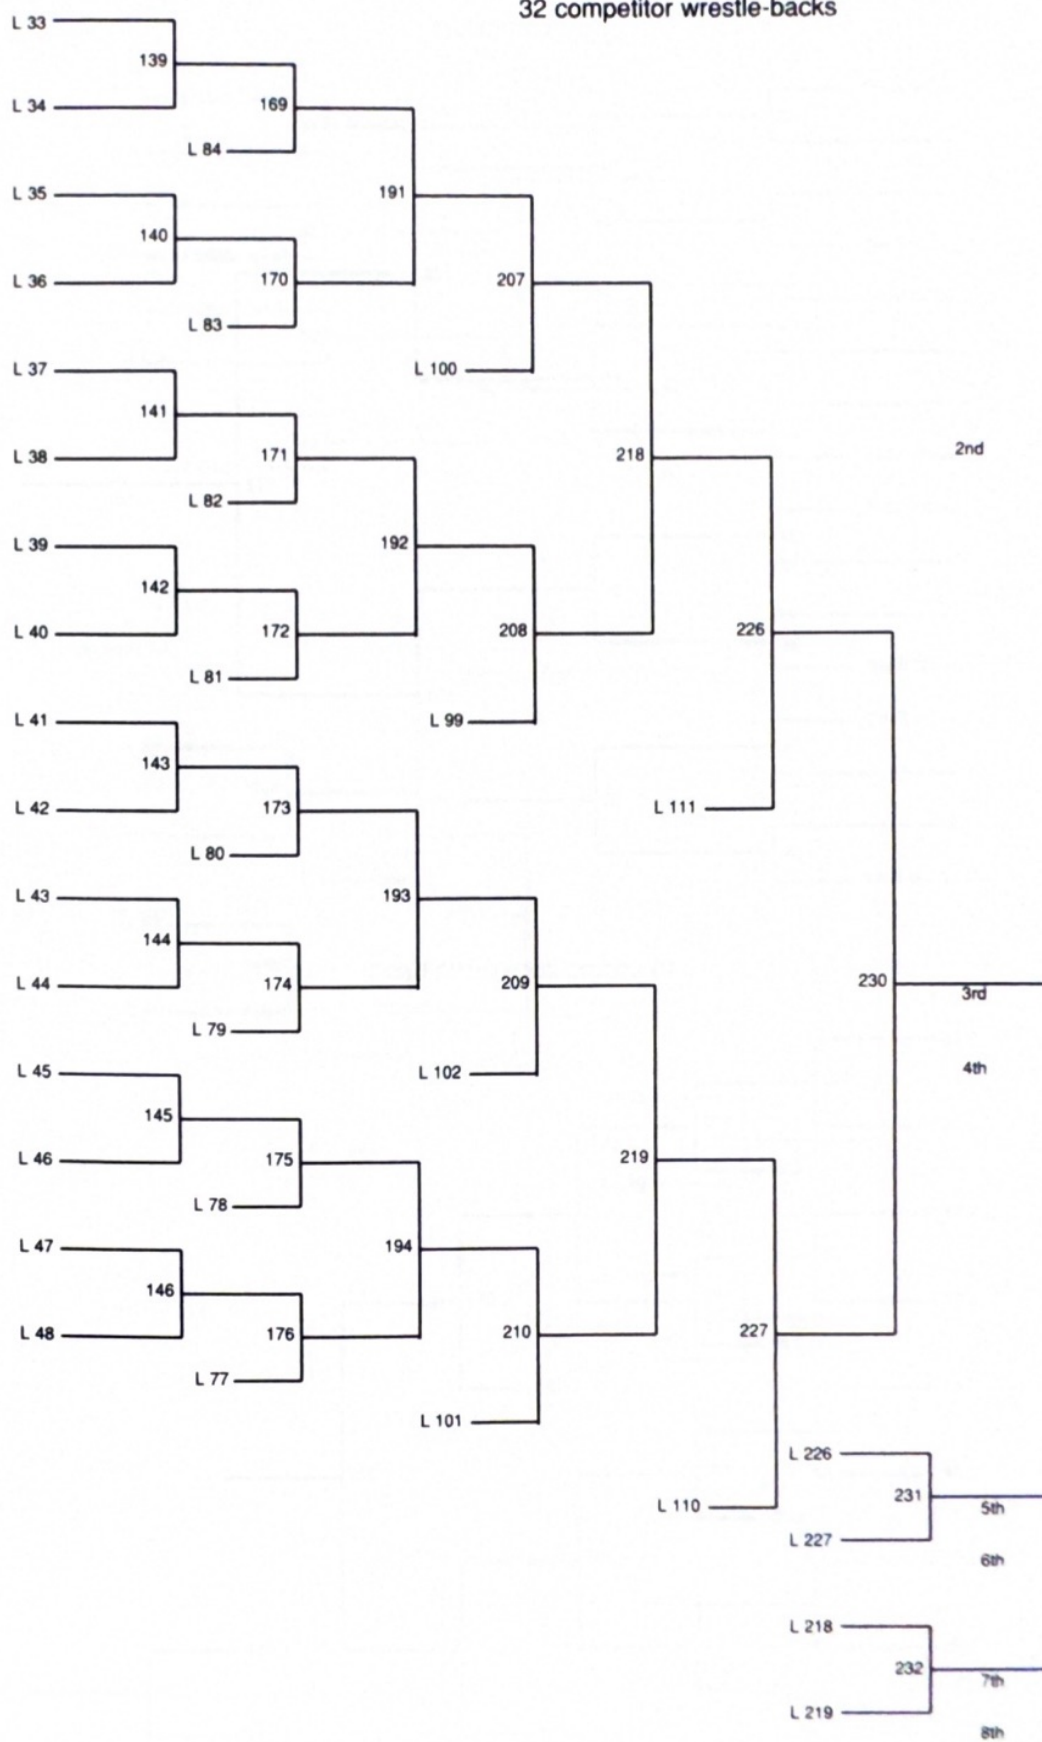 32 competitor wrestle-backs
L 33
139
L 34
169
L 84
L 35
191
140
L 36
170
207
L 83
L 37
L 100
141
L 38
171
218
2nd
L 82
L 39
192
142
L 40
172
208
226
L 81
L 41
L 99
143
L 42
173
L 111
L 80
L 43
193
144
L 44
174
209
230
3rd
L 79
L 45
L 102
4th
145
L 46
175
219
L 78
L 47
194
146
L 48
176
210
227
L 77
L 101
L 226
231
L 110
5th
L 227
6th
L 218
232
7th
L 219
8th